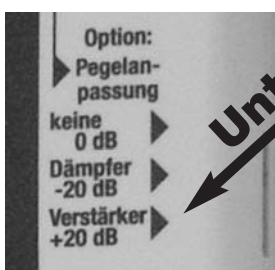 Option:
Pegelan-
passung
keine
0 dB
Dämpfer
-20 dB
Verstärker
+20 dB
Unt